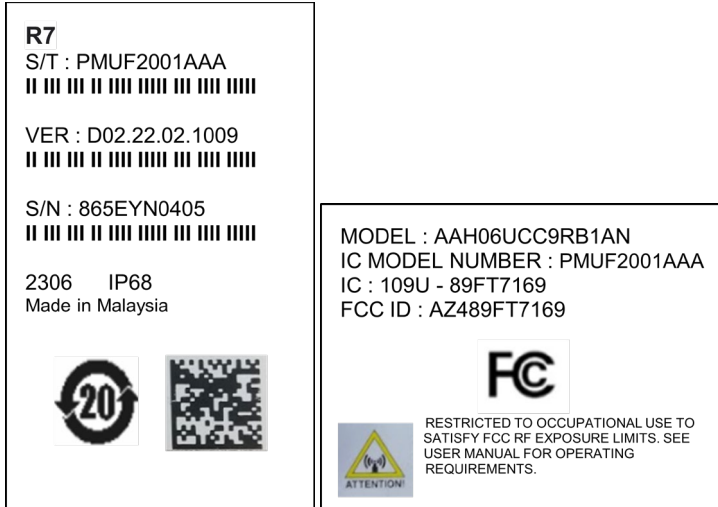 R7
S/T : PMUF2001AAA
VER : D02.22.02.1009
S/N : 865EYN0405
2306 IP68
Made in Malaysia
20
MODEL : AAH06UCC9RB1AN
IC MODEL NUMBER : PMUF2001AAA
IC : 109U - 89FT7169
FCC ID : AZ489FT7169
FC
RESTRICTED TO OCCUPATIONAL USE TO
SATISFY FCC RF EXPOSURE LIMITS. SEE
USER MANUAL FOR OPERATING
REQUIREMENTS.
ATTENTION!